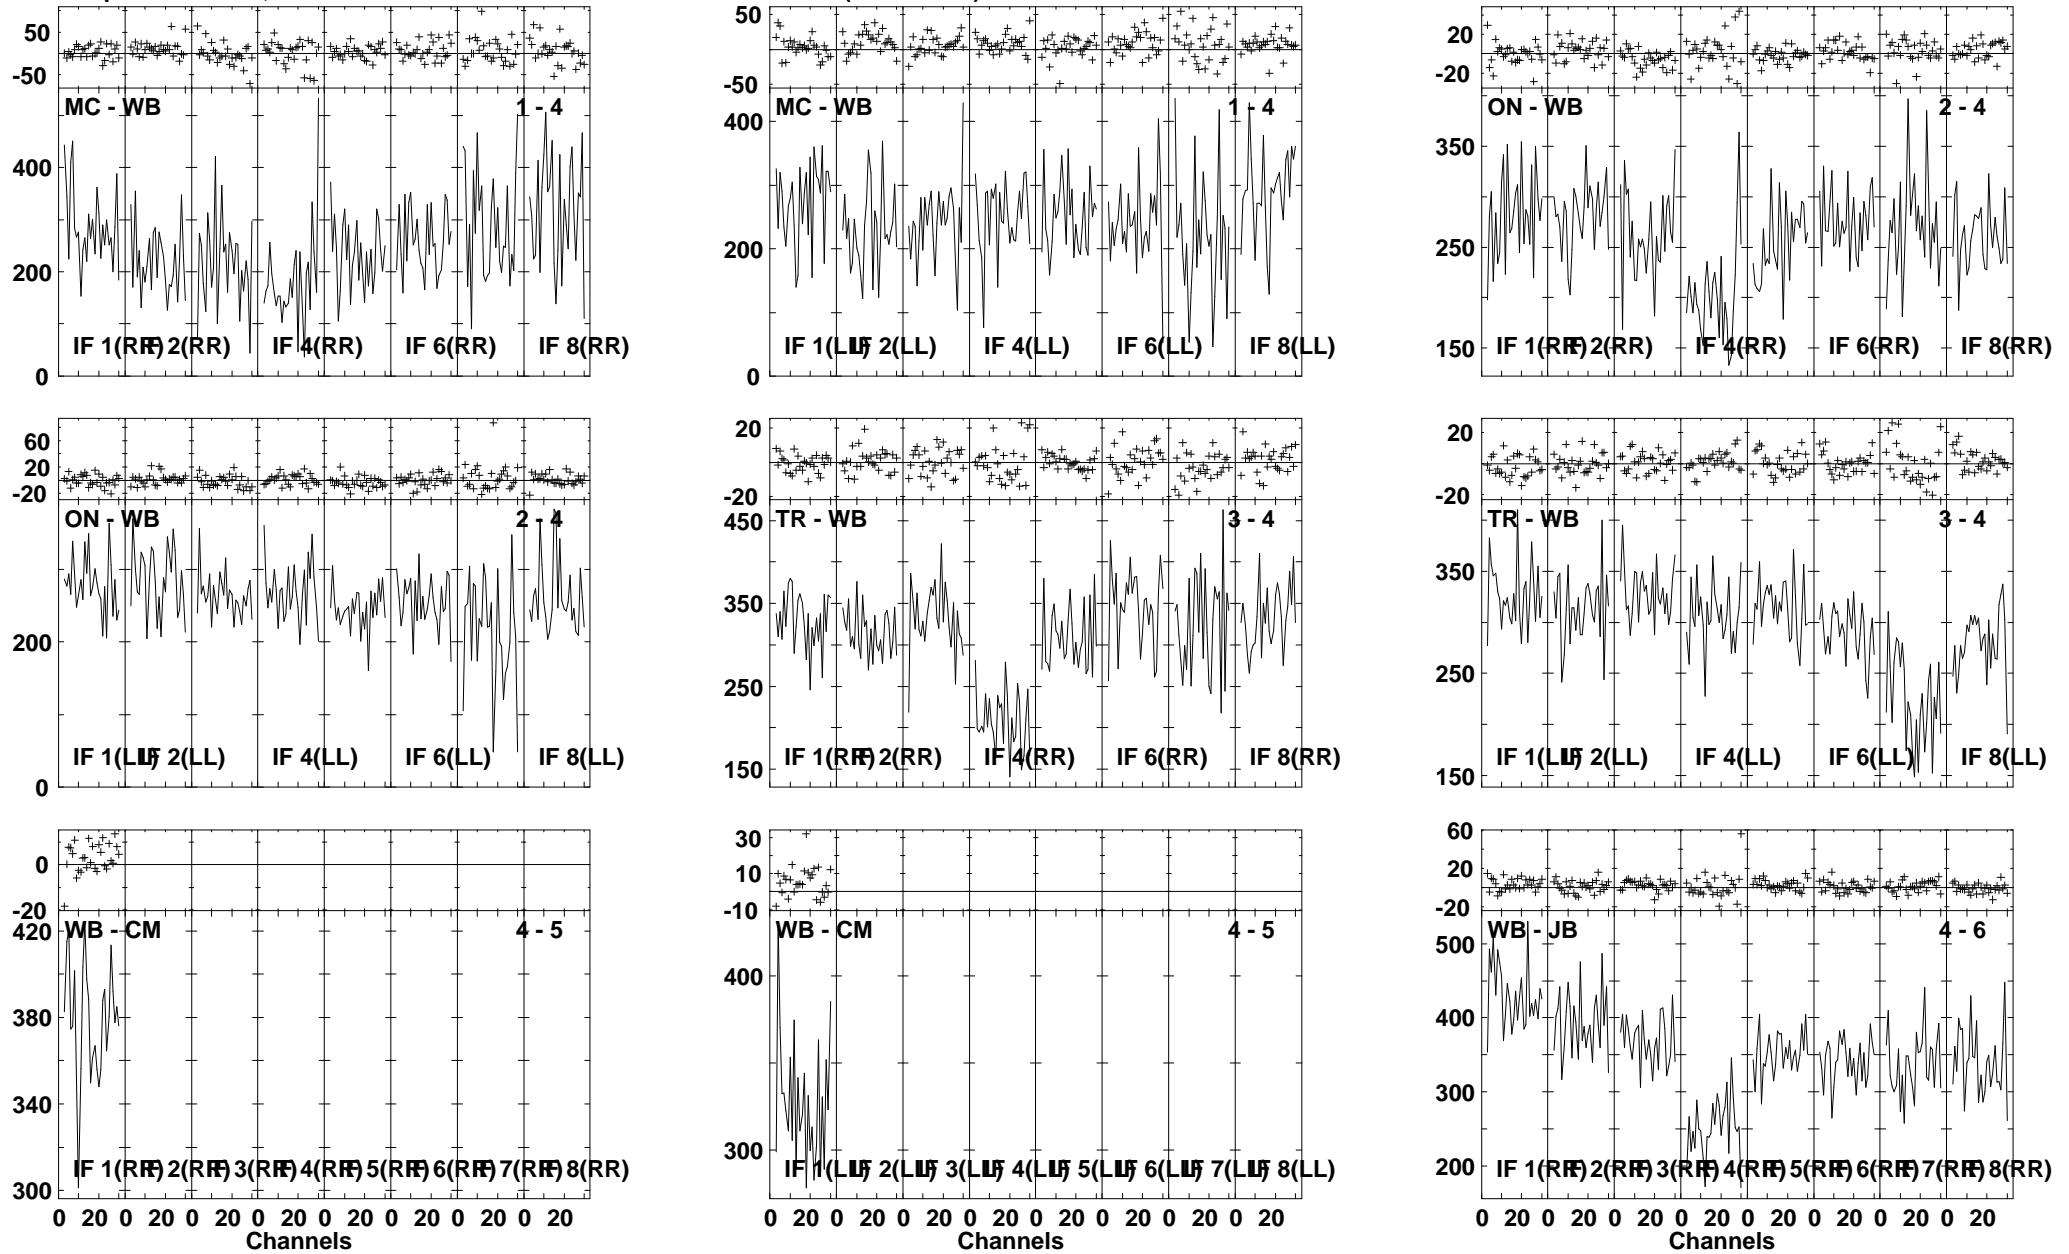 50
-50
MC - WB 1 - 4
400
200
0
IF 1(RR) IF 2(RR) IF 4(RR) IF 6(RR) IF 8(RR)
50
-50
MC - WB 1 - 4
400
200
0
IF 1(LL) IF 2(LL) IF 4(LL) IF 6(LL) IF 8(LL)
20
-20
ON - WB 2 - 4
350
250
150
IF 1(RR) IF 2(RR) IF 4(RR) IF 6(RR) IF 8(RR)
60
20
-20
ON - WB 2 - 4
200
0
IF 1(LL) IF 2(LL) IF 4(LL) IF 6(LL) IF 8(LL)
20
-20
TR - WB 3 - 4
450
350
250
150
IF 1(RR) IF 2(RR) IF 4(RR) IF 6(RR) IF 8(RR)
20
-20
TR - WB 3 - 4
350
250
150
IF 1(LL) IF 2(LL) IF 4(LL) IF 6(LL) IF 8(LL)
0
-20
WB - CM 4 - 5
420
380
340
300
IF 1(RR) IF 2(RR) IF 3(RR) IF 4(RR) IF 5(RR) IF 6(RR) IF 7(RR) IF 8(RR)
0 20 0 20 0 20 0 20 0 20 0 20 0 20 0 20
Channels
30
10
-10
WB - CM 4 - 5
400
300
IF 1(LL) IF 2(LL) IF 3(LL) IF 4(LL) IF 5(LL) IF 6(LL) IF 7(LL) IF 8(LL)
0 20 0 20 0 20 0 20 0 20 0 20 0 20 0 20
Channels
60
20
-20
WB - JB 4 - 6
500
400
300
200
IF 1(RR) IF 2(RR) IF 3(RR) IF 4(RR) IF 5(RR) IF 6(RR) IF 7(RR) IF 8(RR)
0 20 0 20 0 20 0 20 0 20 0 20 0 20 0 20
Channels